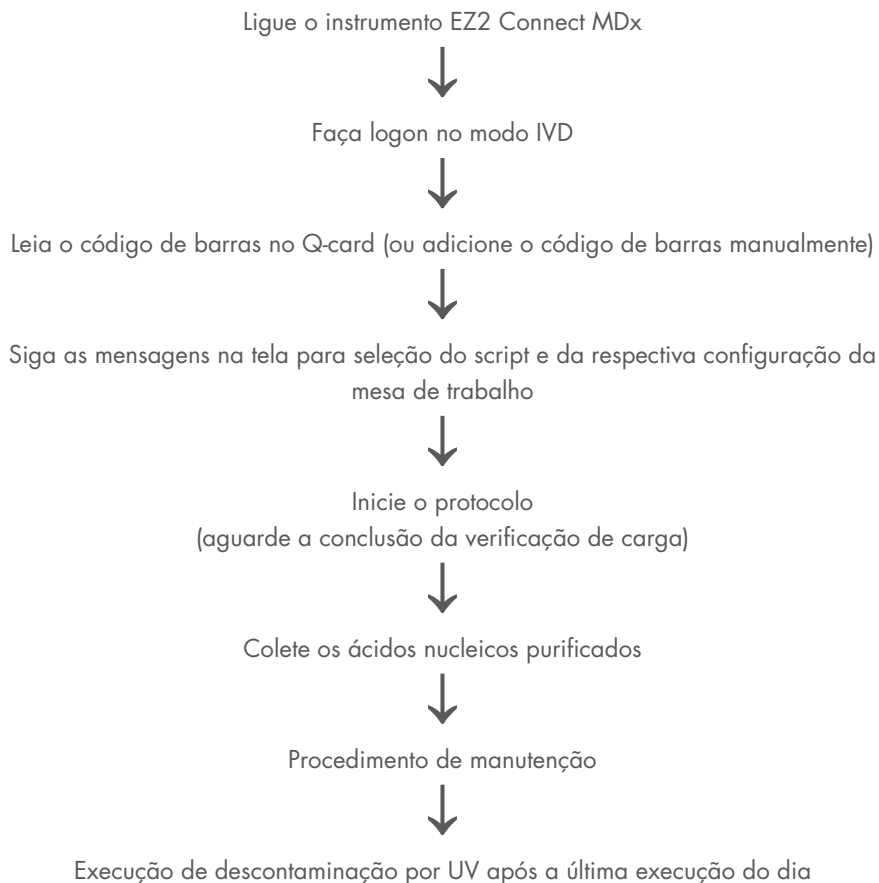 Ligue o instrumento EZ2 Connect MDx
Faça logon no modo IVD
Leia o código de barras no Q-card (ou adicione o código de barras manualmente)
Siga as mensagens na tela para seleção do script e da respectiva configuração da
mesa de trabalho
Inicie o protocolo
(aguarde a conclusão da verificação de carga)
Colete os ácidos nucleicos purificados
Procedimento de manutenção
Execução de descontaminação por UV após a última execução do dia